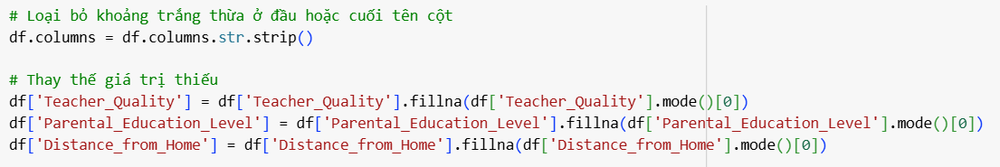 # Loại bỏ khoảng trắng thừa ở đầu hoặc cuối tên cột
df.columns = df.columns.str.strip()
# Thay thế giá trị thiếu
df['Teacher_Quality'] = df['Teacher_Quality'].fillna(df['Teacher_Quality'].mode()[0])
df['Parental_Education_Level'] = df['Parental_Education_Level'].fillna(df['Parental_Education_Level'].mode()[0])
df['Distance_from_Home'] = df['Distance_from_Home'].fillna(df['Distance_from_Home'].mode()[0])